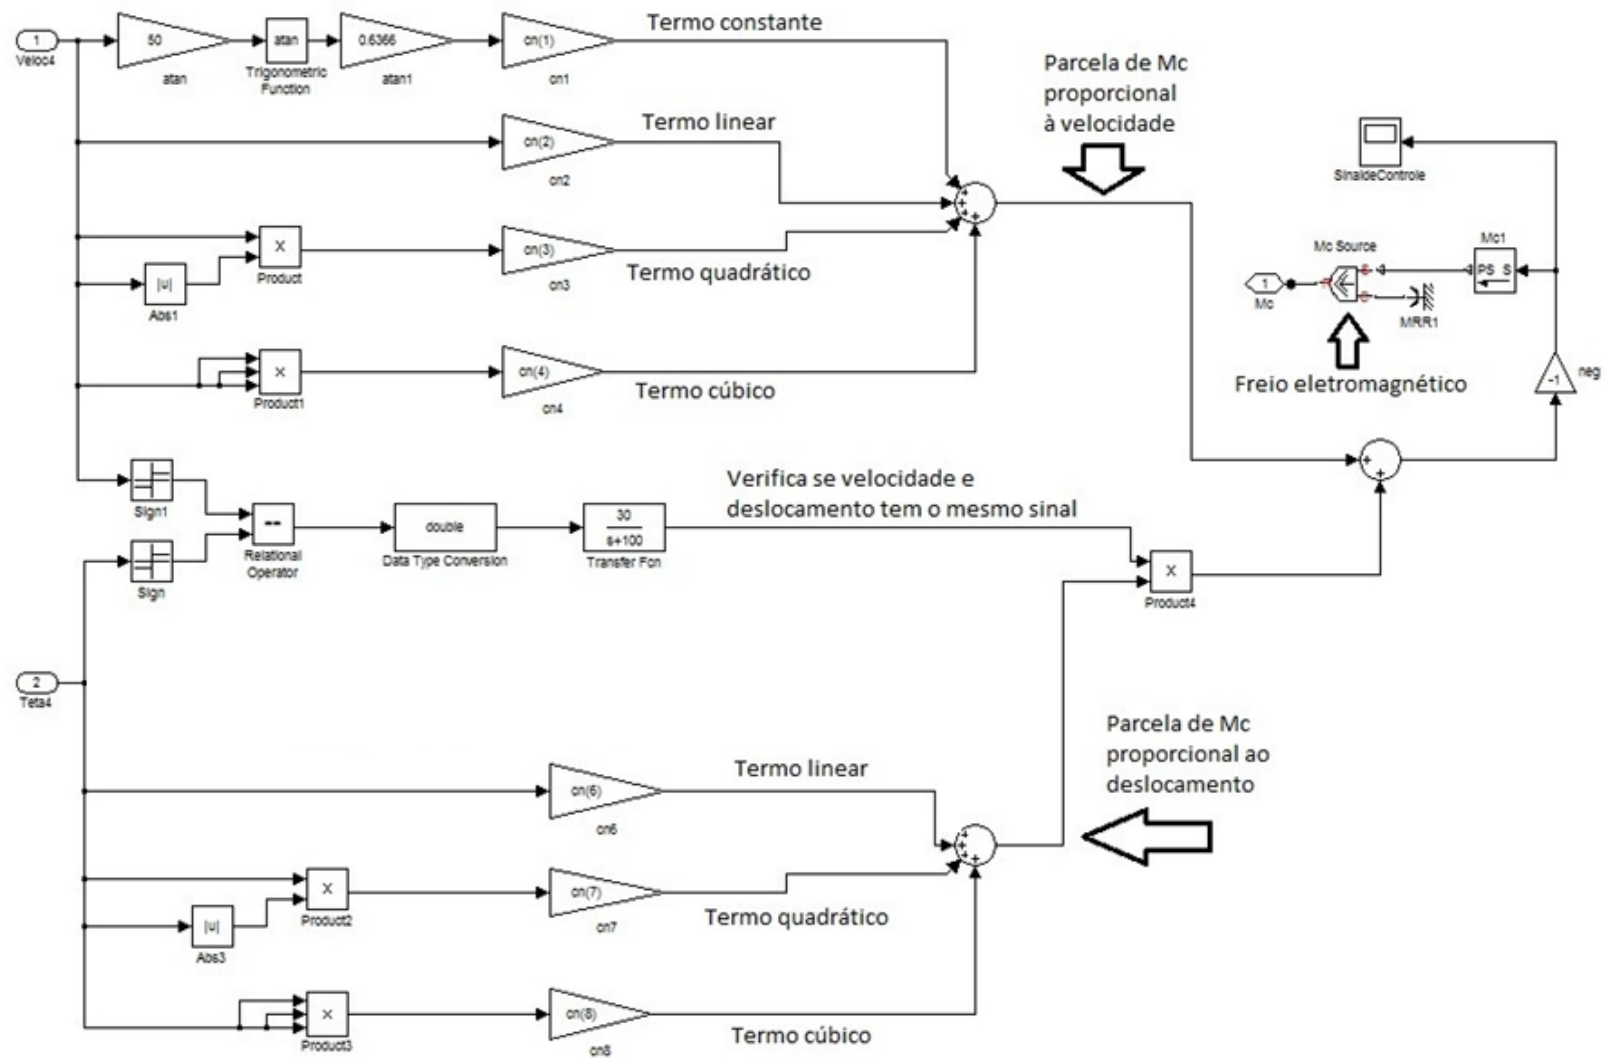 1
Veloc4
50
atan
atan
Trigonometric
Function
0.6366
atan1
cn(1)
cn1
Termo constante
cn(2)
cn2
Termo linear
X
Product
|u|
Abs1
cn(3)
cn3
Termo quadrático
X
Product1
cn(4)
cn4
Termo cúbico
+
+
+
+
Parcela de Mc
proporcional
à velocidade
SinaldeControle
Mc Source
Mc1
PS S
1
Mc
MRR1
Freio eletromagnético
-1
neg
+
+
Sign1
Sign
--
Relational
Operator
double
Data Type Conversion
30
s+100
Transfer Fcn
Verifica se velocidade e
deslocamento tem o mesmo sinal
X
Product4
2
Teta4
Parcela de Mc
proporcional ao
deslocamento
cn(6)
cn6
Termo linear
X
Product2
|u|
Abs3
cn(7)
cn7
Termo quadrático
X
Product3
cn(8)
cn8
Termo cúbico
+
+
+